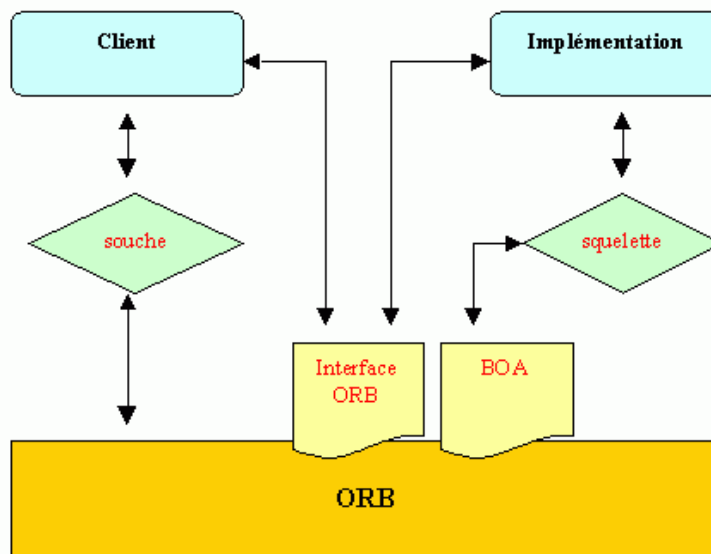 Client
Implémentation
souche
squelette
Interface
ORB
BOA
ORB